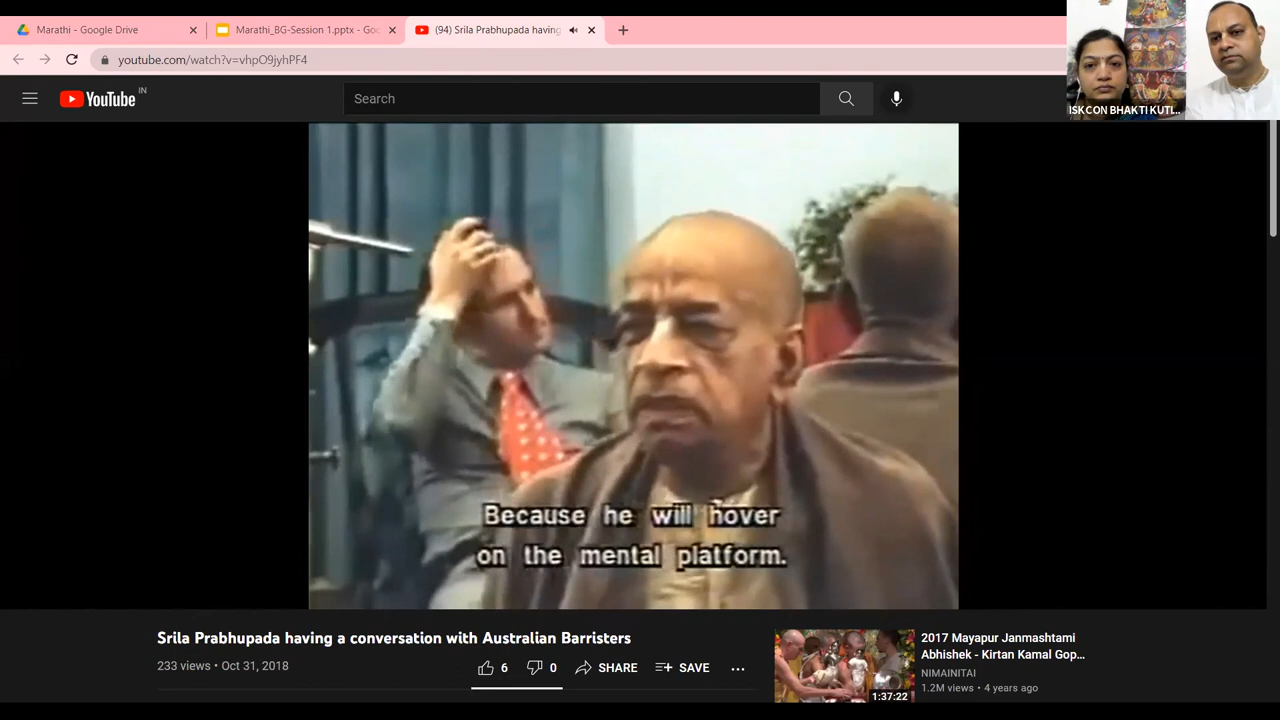 Marathi - Google Drive
Marathi_BG-Session 1.pptx - Goo
(94) Srila Prabhupada having
youtube.com/watch?v=vhpO9jyhPF4
ISKCON BHAKTI KUTI...
YouTube IN
Search
Because he will hover
on the mental platform.
Srila Prabhupada having a conversation with Australian Barristers
233 views • Oct 31, 2018
6
0
SHARE
SAVE
2017 Mayapur Janmashtami
Abhishek - Kirtan Kamal Gop...
NIMAINITAI
1.2M views • 4 years ago
1:37:22